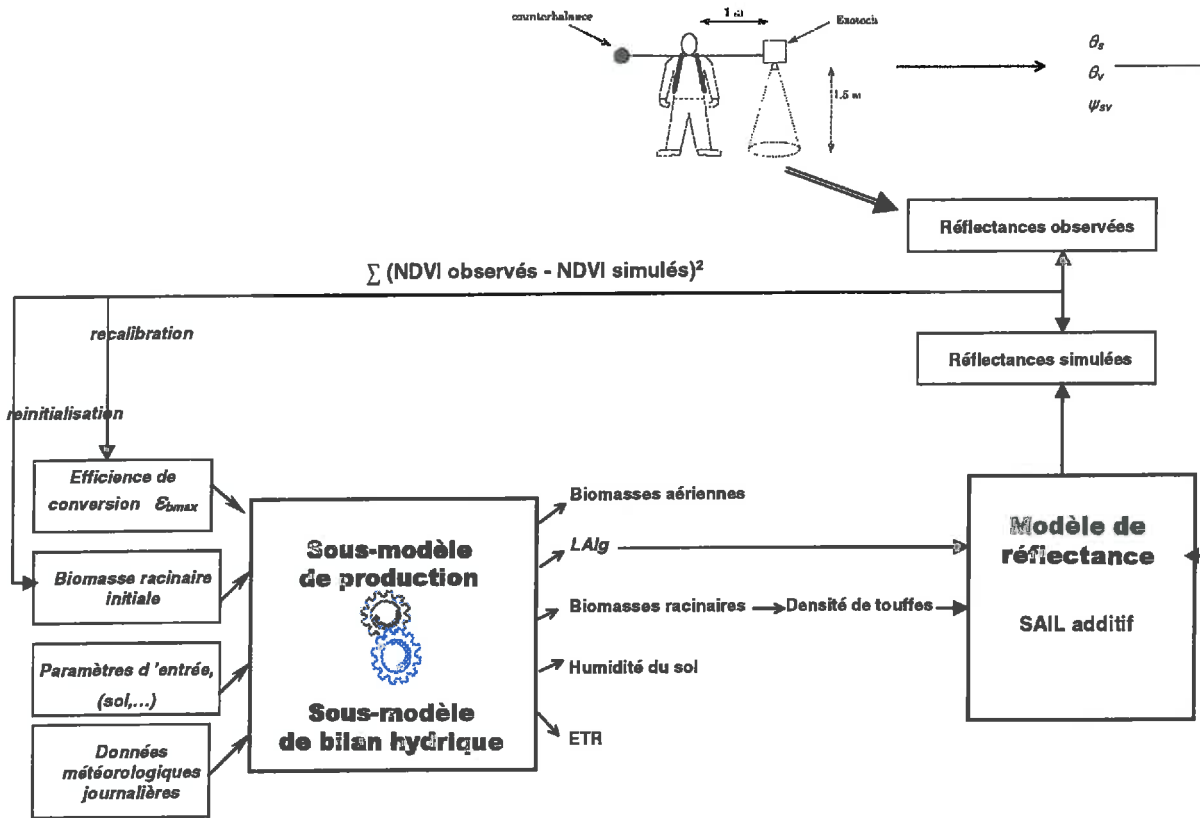 counterbalance
1 m
Exotech
1.5 m
θs
θv
ψsv
Réflectances observées
∑ (NDVI observés - NDVI simulés)²
recalibration
Réflectances simulées
reinitialisation
Efficience de
conversion εbmax
Biomasse racinaire
initiale
Paramètres d 'entrée,
(sol,...)
Données
météorologiques
journalières
Sous-modèle
de production
Sous-modèle
de bilan hydrique
Biomasses aériennes
LAIg
Biomasses racinaires
Densité de touffes
Humidité du sol
ETR
Modèle de
réflectance
SAIL additif